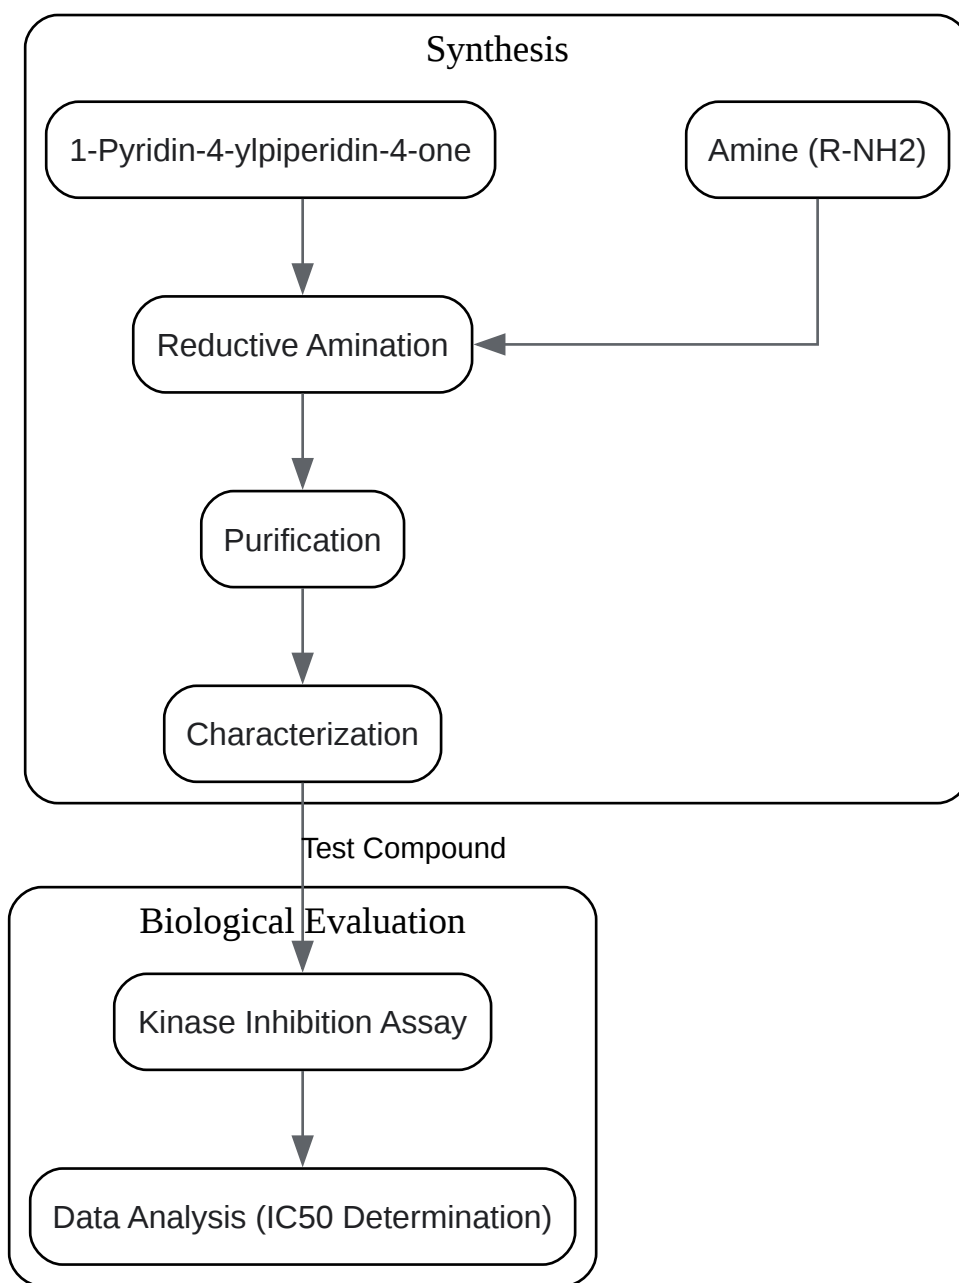 Synthesis
1-Pyridin-4-ylpiperidin-4-one
Amine (R-NH2)
Reductive Amination
Purification
Characterization
Test Compound
Biological Evaluation
Kinase Inhibition Assay
Data Analysis (IC50 Determination)